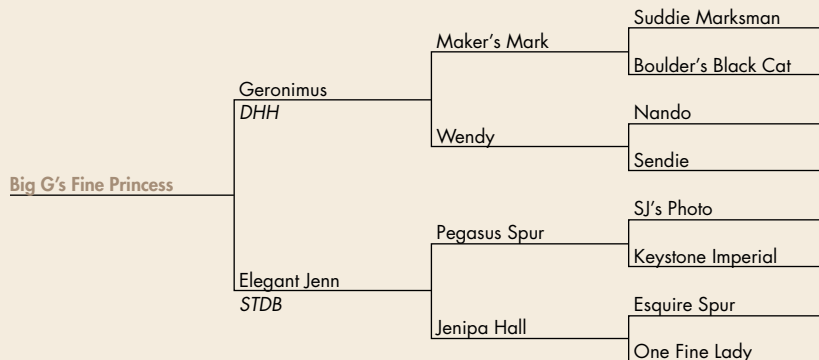 Suddie Marksman
Maker's Mark
Boulder's Black Cat
Geronimus
DHH
Nando
Wendy
Sendie
Big G's Fine Princess
SJ's Photo
Pegasus Spur
Keystone Imperial
Elegant Jenn
STDB
Esquire Spur
Jenipa Hall
One Fine Lady